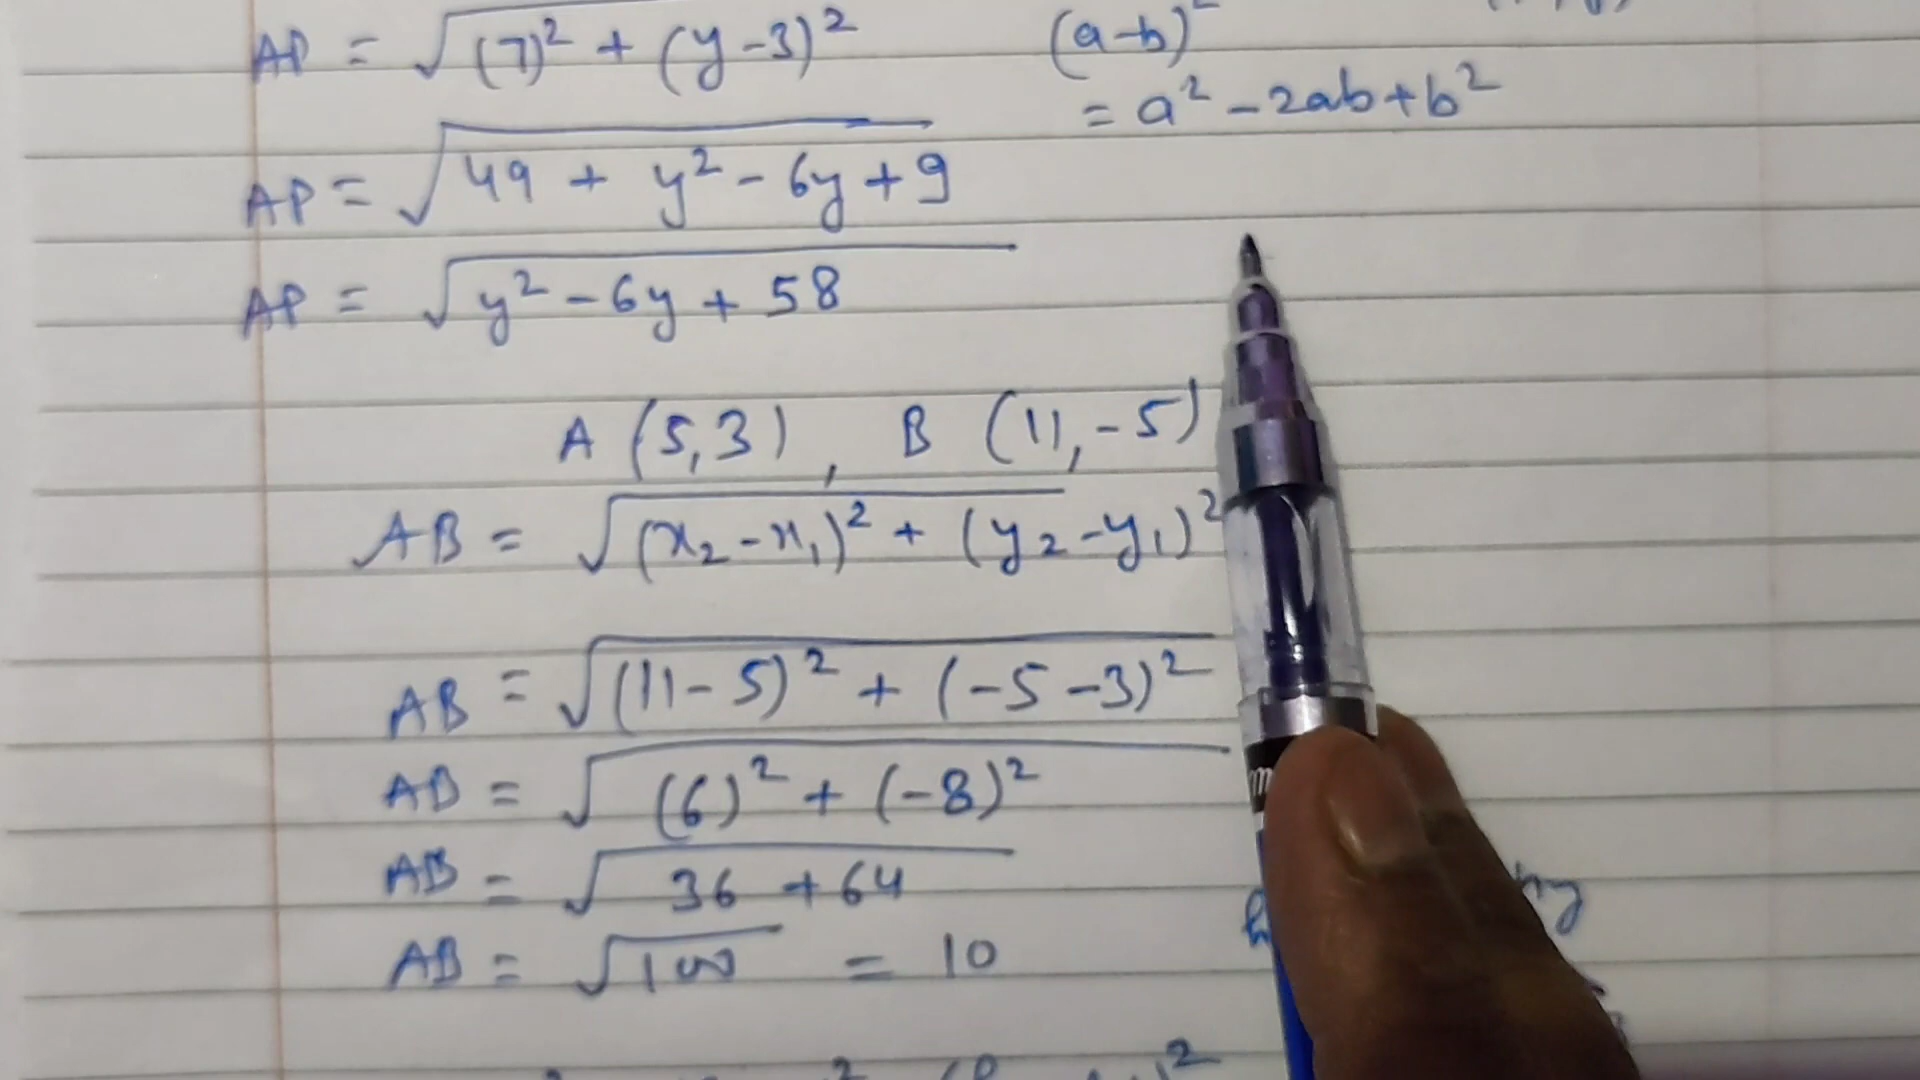 AP = √(7)² + (y-3)²
(a-b)²
= a² - 2ab + b²
AP = √49 + y² - 6y + 9
AP = √y² - 6y + 58
A (5,3), B (11,-5)
AB = √(x₂-x₁)² + (y₂-y₁)²
AB = √(11-5)² + (-5-3)²
AB = √(6)² + (-8)²
AB = √36 + 64
AB = √100 = 10